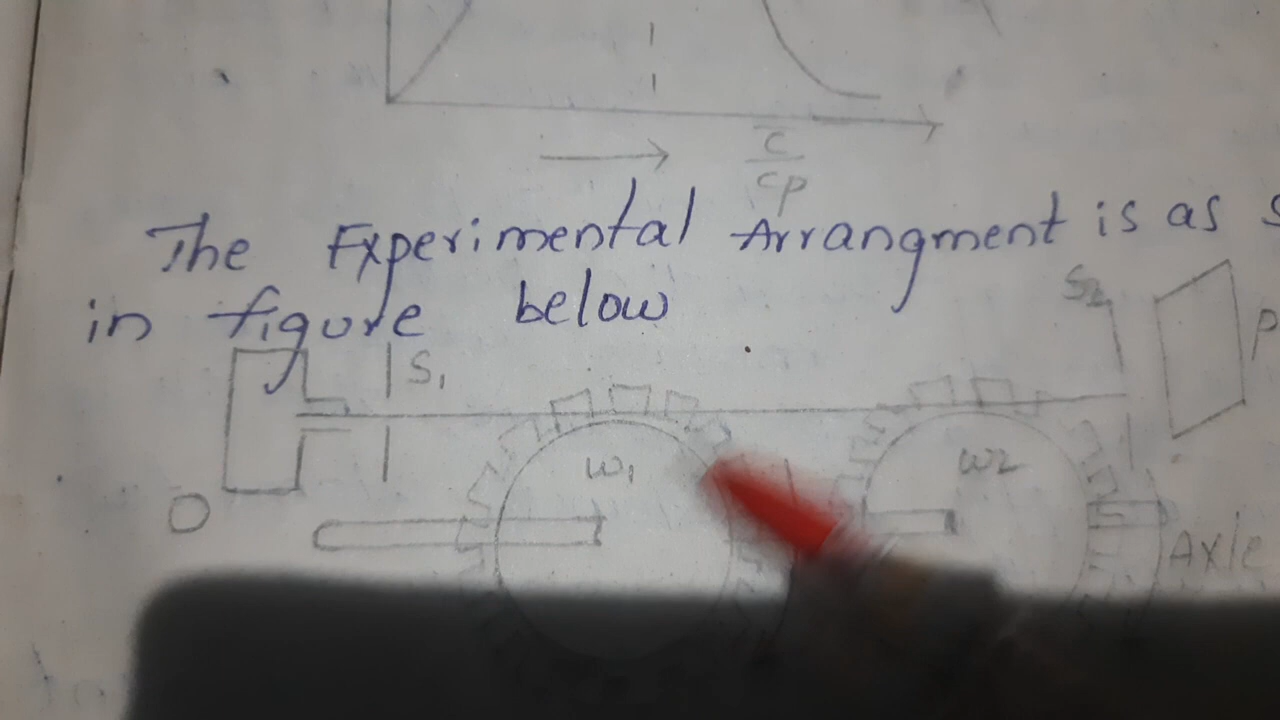 C
Cp
The Experimental Arrangment is as
in figure below
S1
S2
P
W1
W2
O
Axle